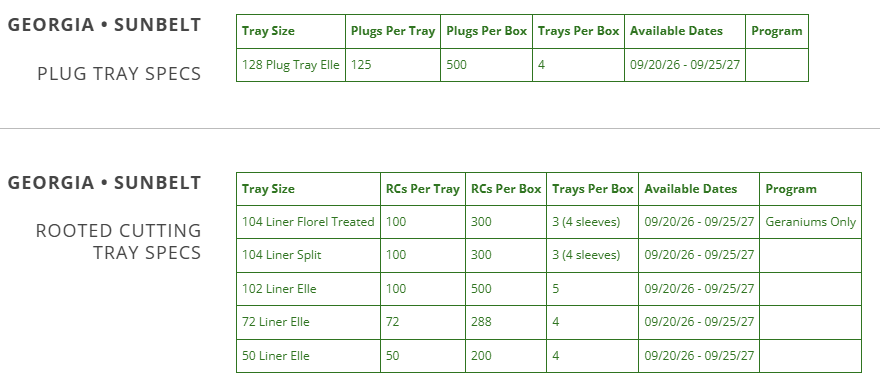 GEORGIA • SUNBELT
PLUG TRAY SPECS
Tray Size Plugs Per Tray Plugs Per Box Trays Per Box Available Dates Program
128 Plug Tray Elle 125 500 4 09/20/26 - 09/25/27
GEORGIA • SUNBELT
ROOTED CUTTING
TRAY SPECS
Tray Size RCs Per Tray RCs Per Box Trays Per Box Available Dates Program
104 Liner Florel Treated 100 300 3 (4 sleeves) 09/20/26 - 09/25/27 Geraniums Only
104 Liner Split 100 300 3 (4 sleeves) 09/20/26 - 09/25/27
102 Liner Elle 100 500 5 09/20/26 - 09/25/27
72 Liner Elle 72 288 4 09/20/26 - 09/25/27
50 Liner Elle 50 200 4 09/20/26 - 09/25/27